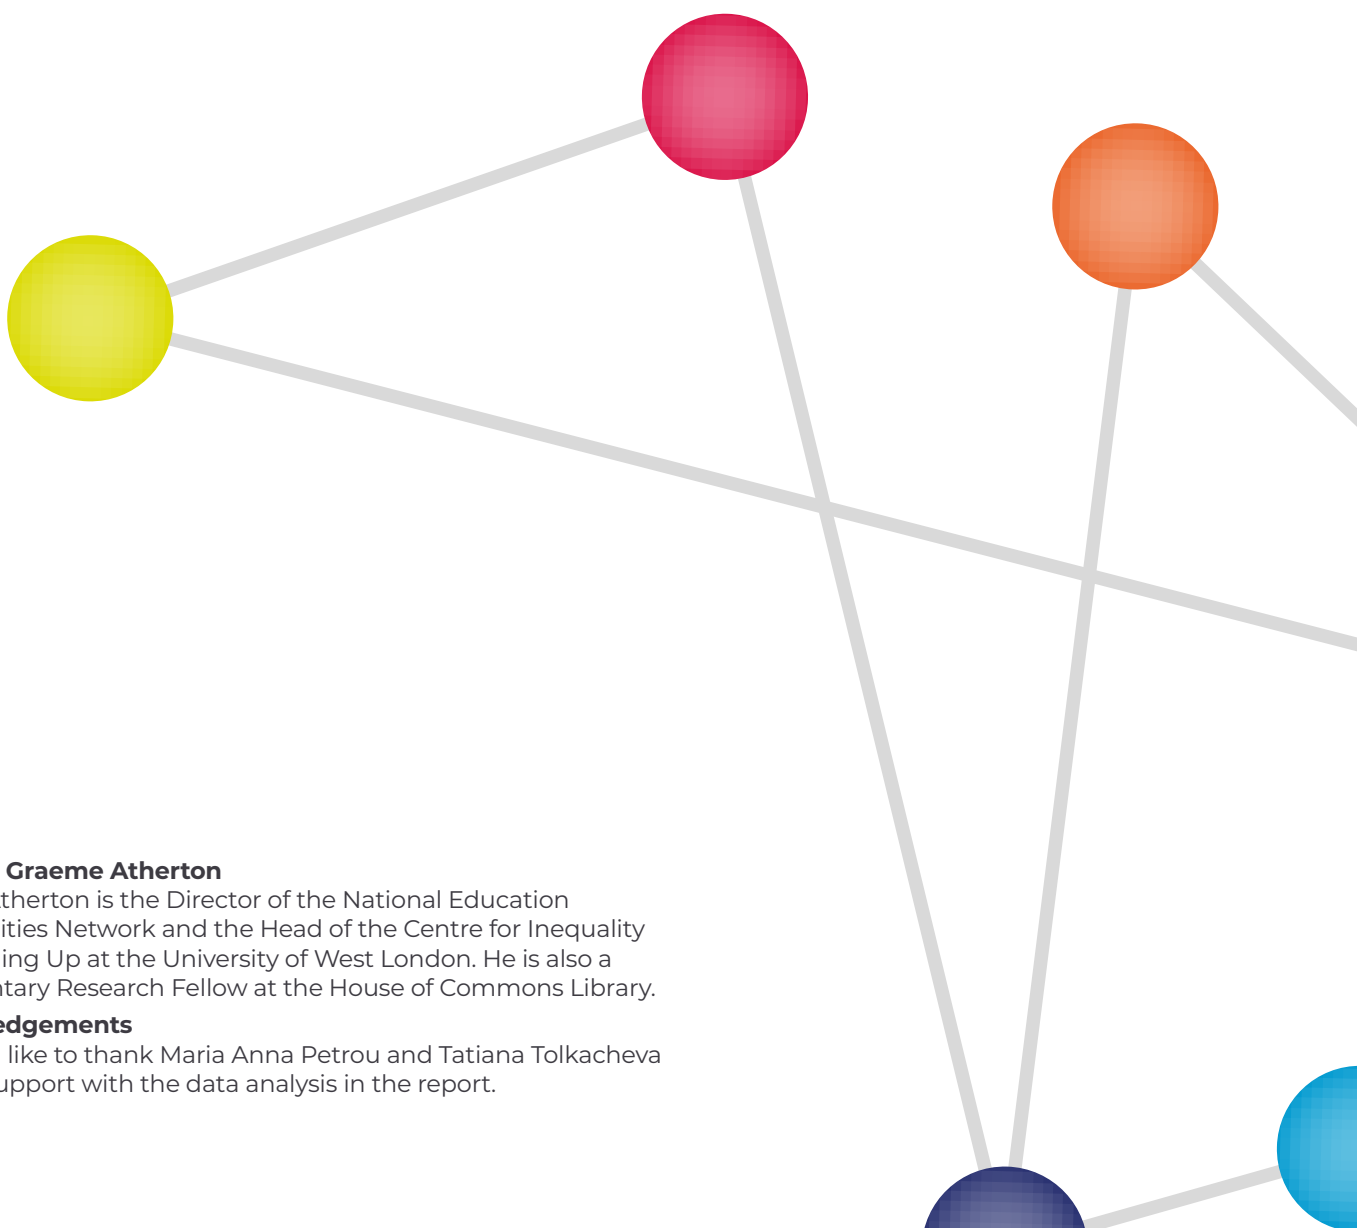 Graeme Atherton
therton is the Director of the National Education
ities Network and the Head of the Centre for Inequality
ing Up at the University of West London. He is also a
ntary Research Fellow at the House of Commons Library.
edgements
like to thank Maria Anna Petrou and Tatiana Tolkacheva
upport with the data analysis in the report.